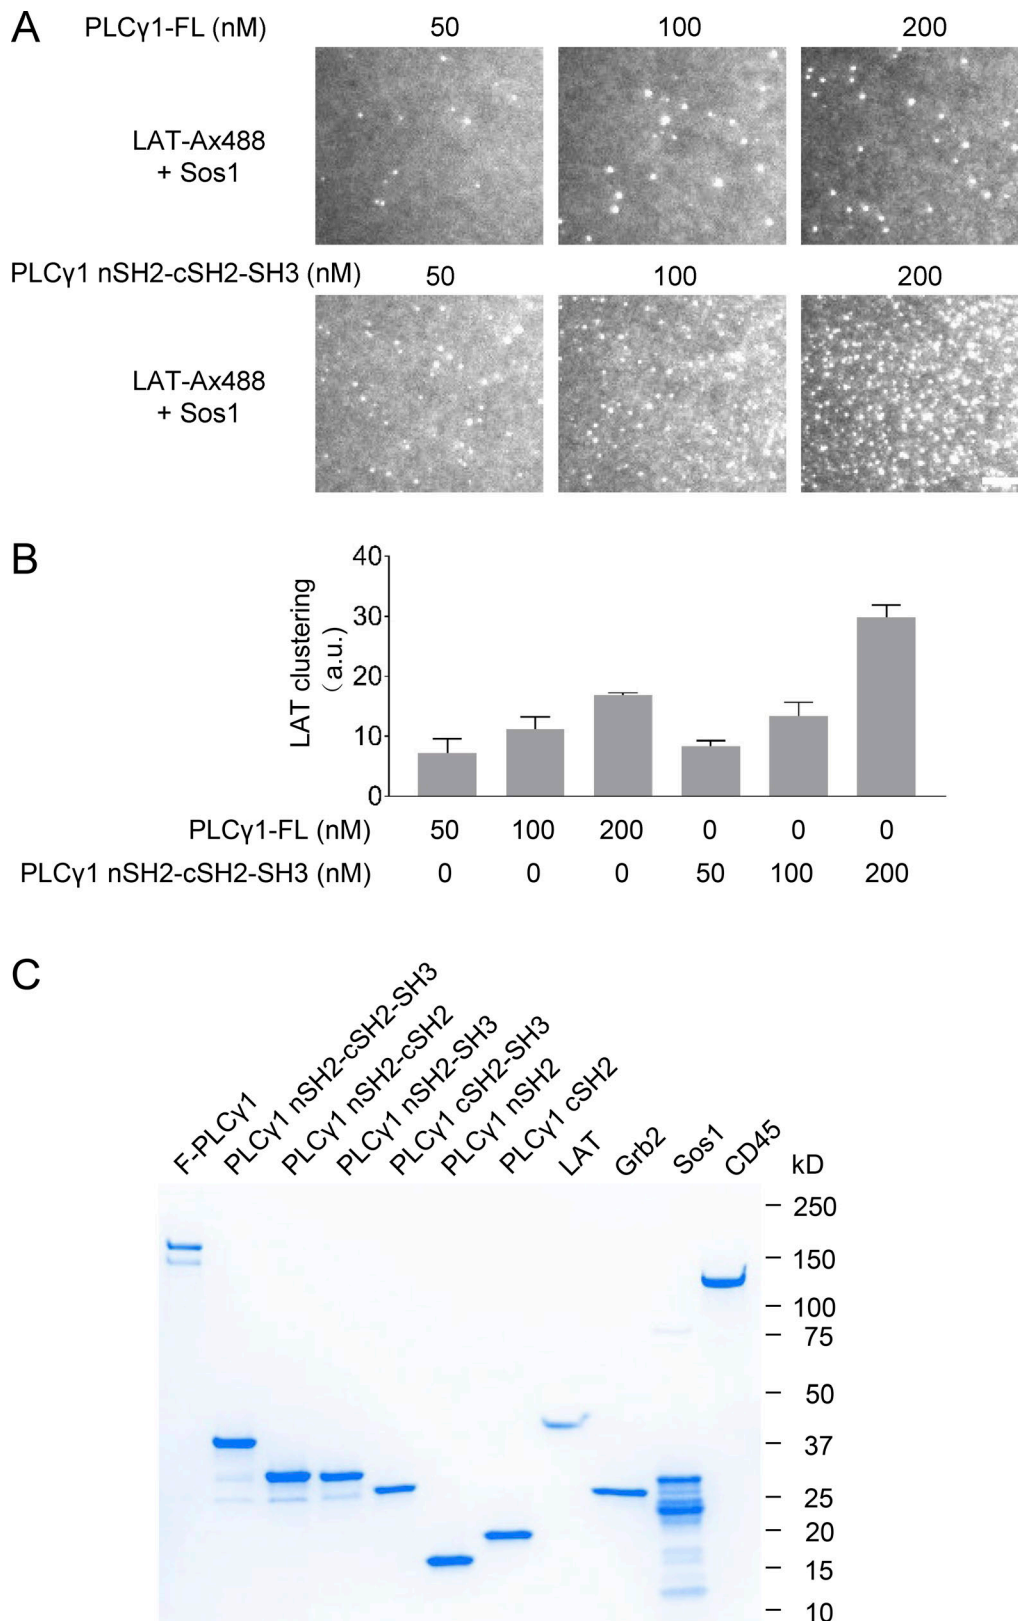 A
PLCγ1-FL (nM) 50 100 200
LAT-Ax488
+ Sos1
PLCγ1 nSH2-cSH2-SH3 (nM) 50 100 200
LAT-Ax488
+ Sos1
B
LAT clustering
(a.u.)
40
30
20
10
0
PLCγ1-FL (nM) 50 100 200 0 0 0
PLCγ1 nSH2-cSH2-SH3 (nM) 0 0 0 50 100 200
C
F-PLCγ1
PLCγ1 nSH2-cSH2-SH3
PLCγ1 nSH2-cSH2
PLCγ1 nSH2-SH3
PLCγ1 cSH2-SH3
PLCγ1 nSH2
PLCγ1 cSH2
LAT
Grb2
Sos1
CD45
kD
250
150
100
75
50
37
25
20
15
10